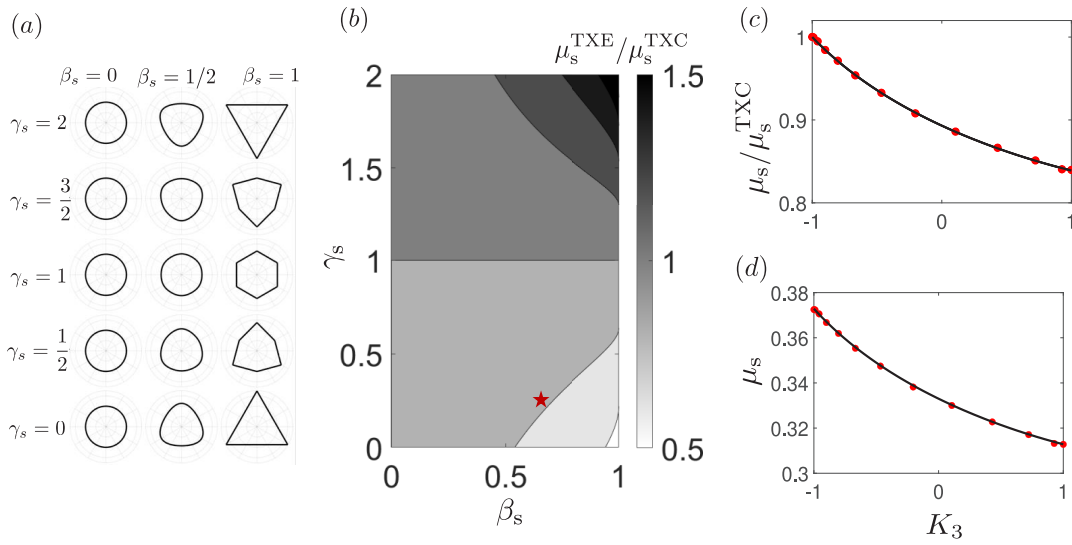 (a)
β_s = 0 β_s = 1/2 β_s = 1
γ_s = 2
γ_s = 3/2
γ_s = 1
γ_s = 1/2
γ_s = 0
(b)
μ_s^TXE/μ_s^TXC
2
1.5
1
0.5
0
γ_s
0 0.5 1
β_s
1.5
1
0.5
(c)
1
0.9
0.8
μ_s/μ_s^TXC
-1 0 1
(d)
0.38
0.36
0.34
0.32
0.3
μ_s
-1 0 1
K_3